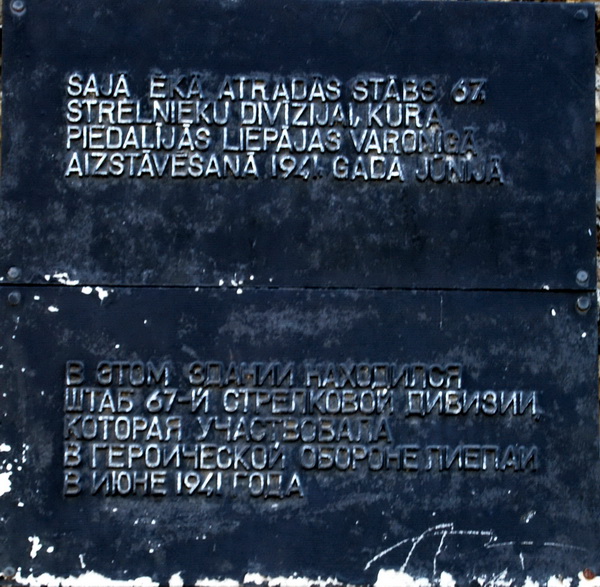 ŠAJĀ ĒKĀ ATRADĀS STĀBS 67.
STRĒLNIEKU DIVĪZIJAI, KURA
PIEDALĪJĀS LIEPĀJAS VARONĪGĀ
AIZSTĀVĒŠANĀ 1941. GADA JŪNIJĀ
В ЭТОМ ЗДАНИИ НАХОДИЛСЯ
ШТАБ 67-Й СТРЕЛКОВОЙ ДИВИЗИИ,
КОТОРАЯ УЧАСТВОВАЛА
В ГЕРОИЧЕСКОЙ ОБОРОНЕ ЛИЕПАИ
В ИЮНЕ 1941 ГОДА